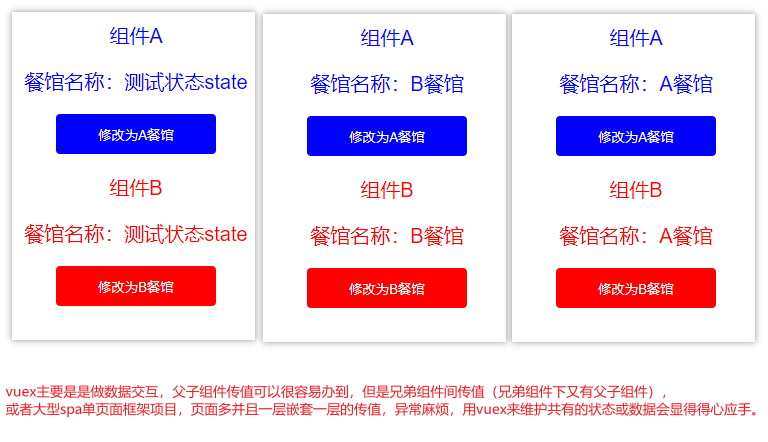 组件A
餐馆名称：测试状态state
修改为A餐馆
组件B
餐馆名称：测试状态state
修改为B餐馆
组件A
餐馆名称：B餐馆
修改为A餐馆
组件B
餐馆名称：B餐馆
修改为B餐馆
组件A
餐馆名称：A餐馆
修改为A餐馆
组件B
餐馆名称：A餐馆
修改为B餐馆
vuex主要是是做数据交互，父子组件传值可以很容易办到，但是兄弟组件间传值（兄弟组件下又有父子组件），
或者大型spa单页面框架项目，页面多并且一层嵌套一层的传值，异常麻烦，用vuex来维护共有的状态或数据会显得得心应手。